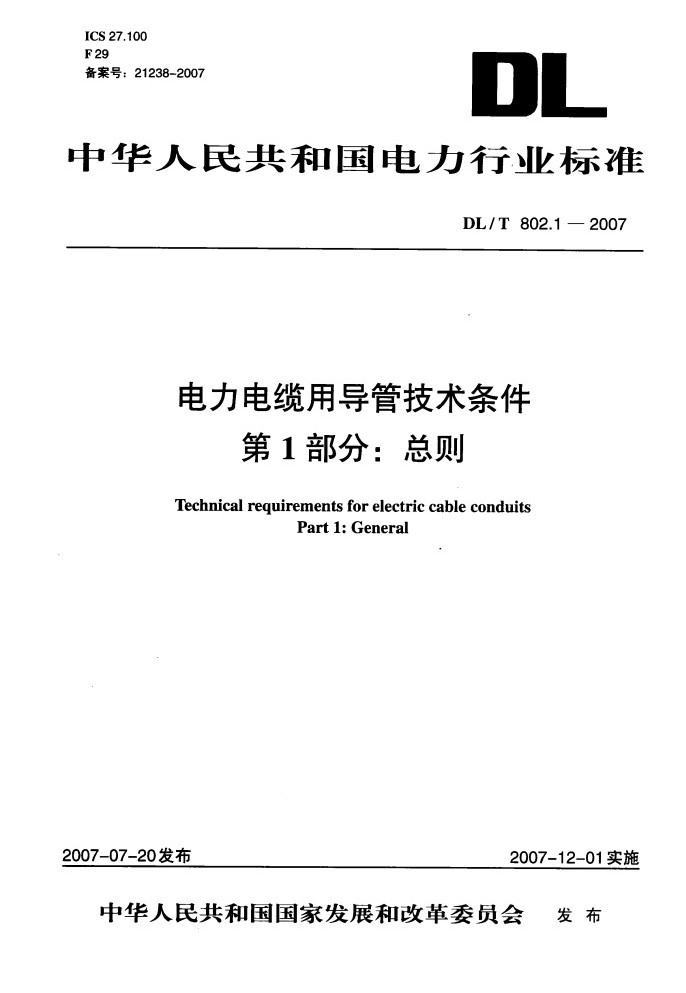 ICS 27.100
F 29
备案号：21238-2007
DL
中华人民共和国电力行业标准
DL/T 802.1 — 2007
电力电缆用导管技术条件
第 1 部分：总则
Technical requirements for electric cable conduits
Part 1: General
2007-07-20发布
2007-12-01实施
中华人民共和国国家发展和改革委员会 发 布